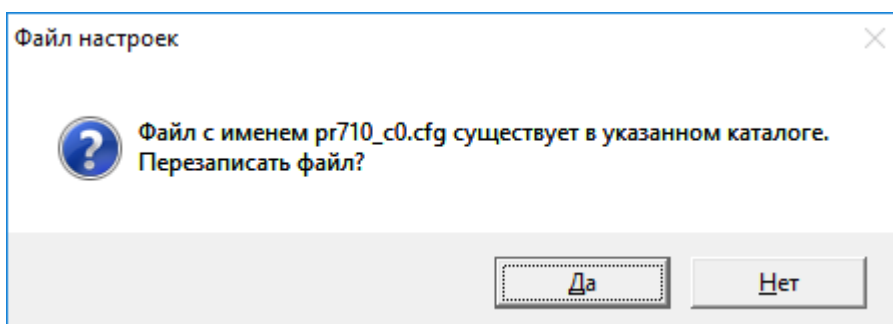 Файл настроек
Файл с именем pr710_c0.cfg существует в указанном каталоге.
Перезаписать файл?
Да
Нет